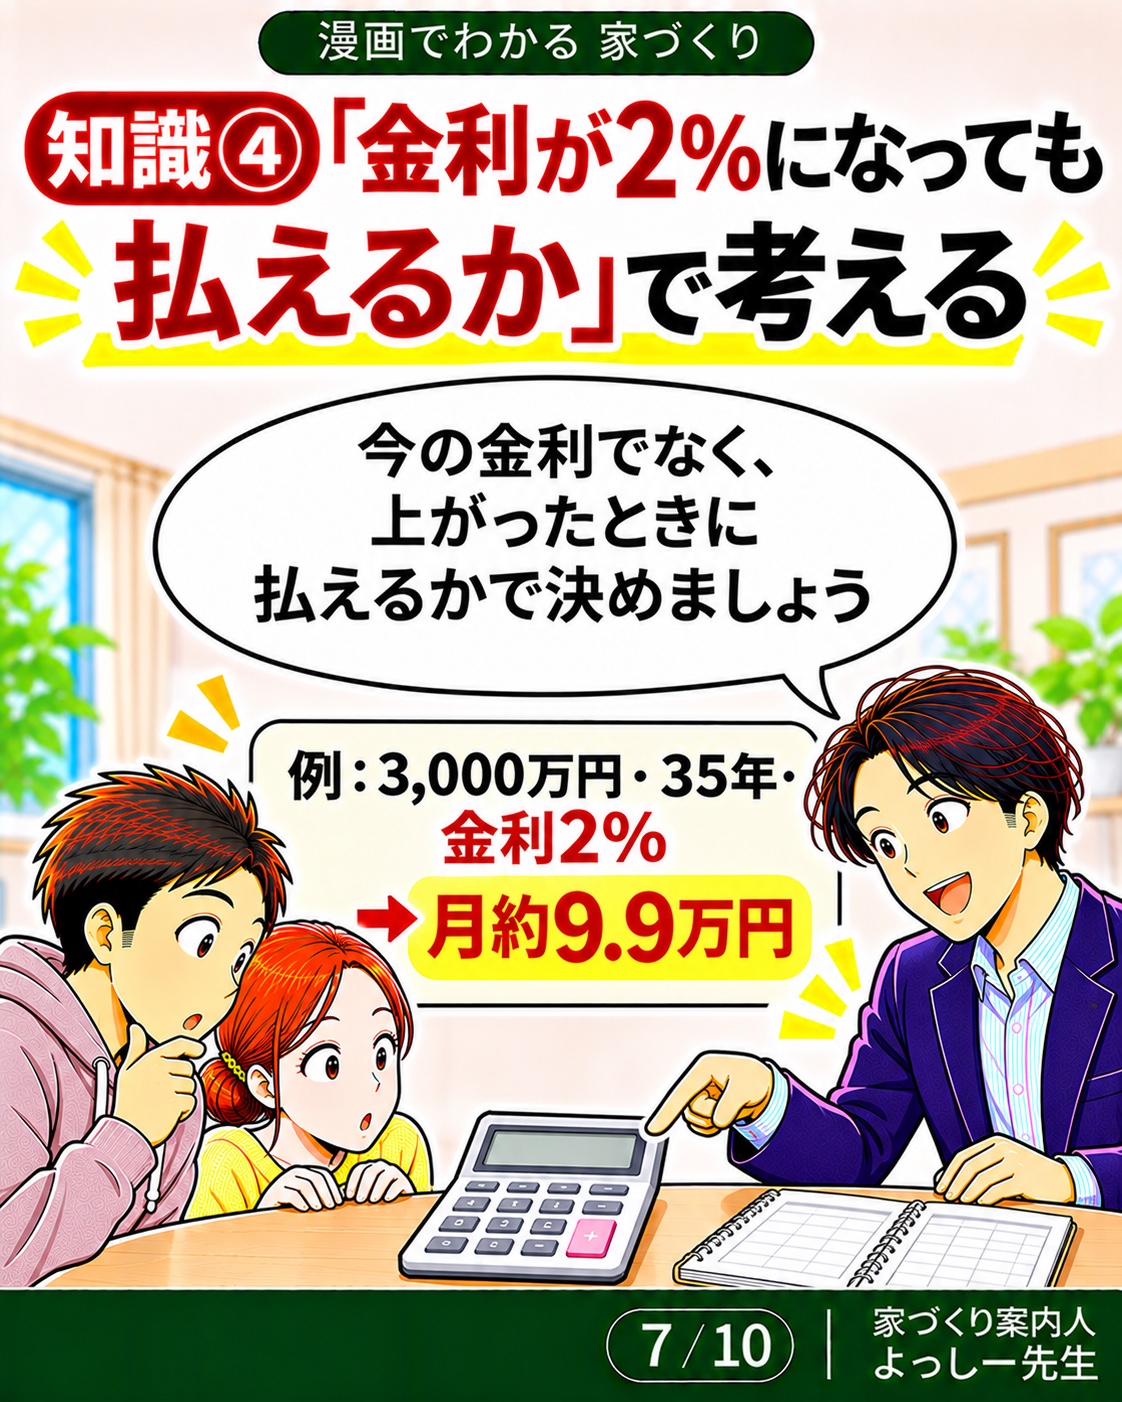 漫画でわかる 家づくり
知識④「金利が2%になっても
払えるか」で考える
今の金利でなく、
上がったときに
払えるかで決めましょう
例：3,000万円・35年・
金利2%
➡月約9.9万円
7/10
家づくり案内人
よっしー先生